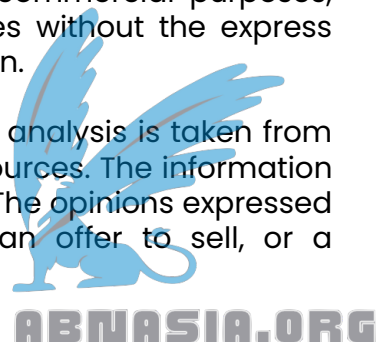 commercial purposes,
es without the express
n.
analysis is taken from
ources. The information
The opinions expressed
an offer to sell, or a
ABNASIA.ORG